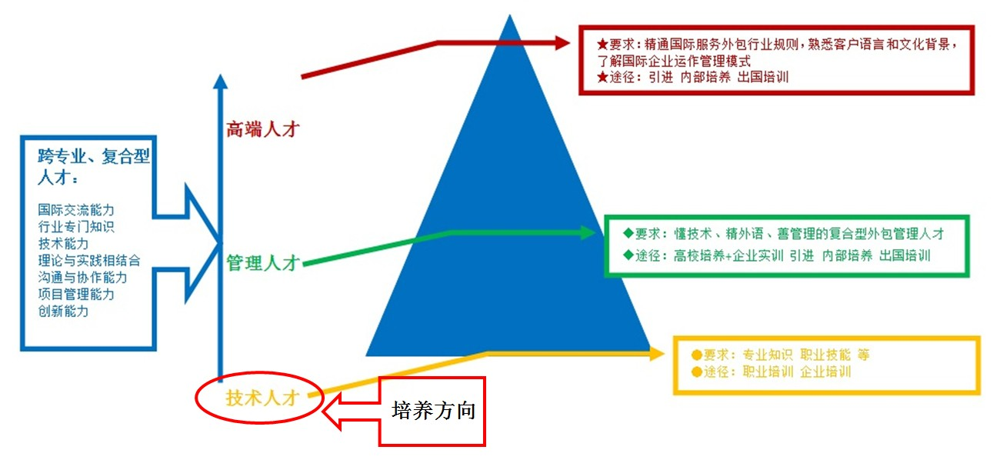 ★要求：精通国际服务外包行业规则，熟悉客户语言和文化背景，
了解国际企业运作管理模式
★途径：引进 内部培养 出国培训
高端人才
跨专业、复合型
人才：
国际交流能力
行业专门知识
技术能力
理论与实践相结合
沟通与协作能力
项目管理能力
创新能力
管理人才
◆要求：懂技术、精外语、善管理的复合型外包管理人才
◆途径：高校培养+企业实训 引进 内部培养 出国培训
●要求：专业知识 职业技能 等
●途径：职业培训 企业培训
技术人才
培养方向